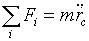 ∑_i F_i = m r̈_c